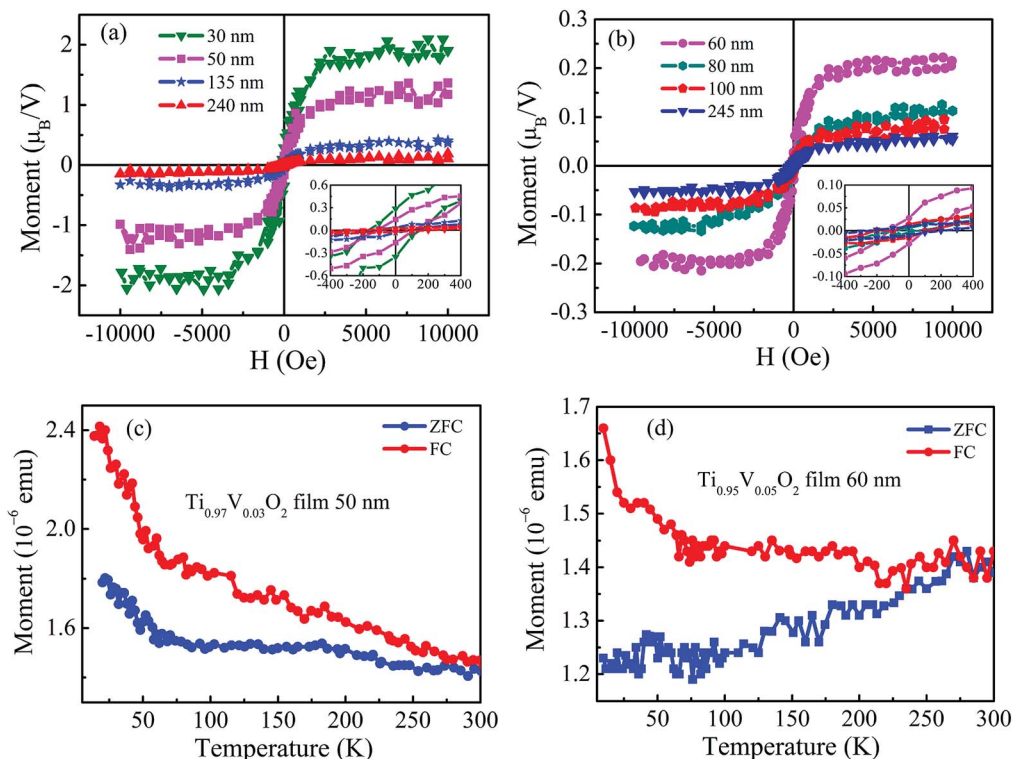 (a)
30 nm
50 nm
135 nm
240 nm
2
1
0
-1
-2
Moment (μB/V)
-10000 -5000 0 5000 10000
H (Oe)
0.6
0.3
0.0
-0.3
-0.6
-400 -200 0 200 400
(b)
60 nm
80 nm
100 nm
245 nm
0.3
0.2
0.1
0.0
-0.1
-0.2
-0.3
Moment (μB/V)
-10000 -5000 0 5000 10000
H (Oe)
0.10
0.05
0.00
-0.05
-0.10
-400 -200 0 200 400
(c)
ZFC
FC
Ti0.97V0.03O2 film 50 nm
2.4
2.0
1.6
Moment (10⁻⁶ emu)
50 100 150 200 250 300
Temperature (K)
(d)
ZFC
FC
Ti0.95V0.05O2 film 60 nm
1.7
1.6
1.5
1.4
1.3
1.2
Moment (10⁻⁶ emu)
50 100 150 200 250 300
Temperature (K)